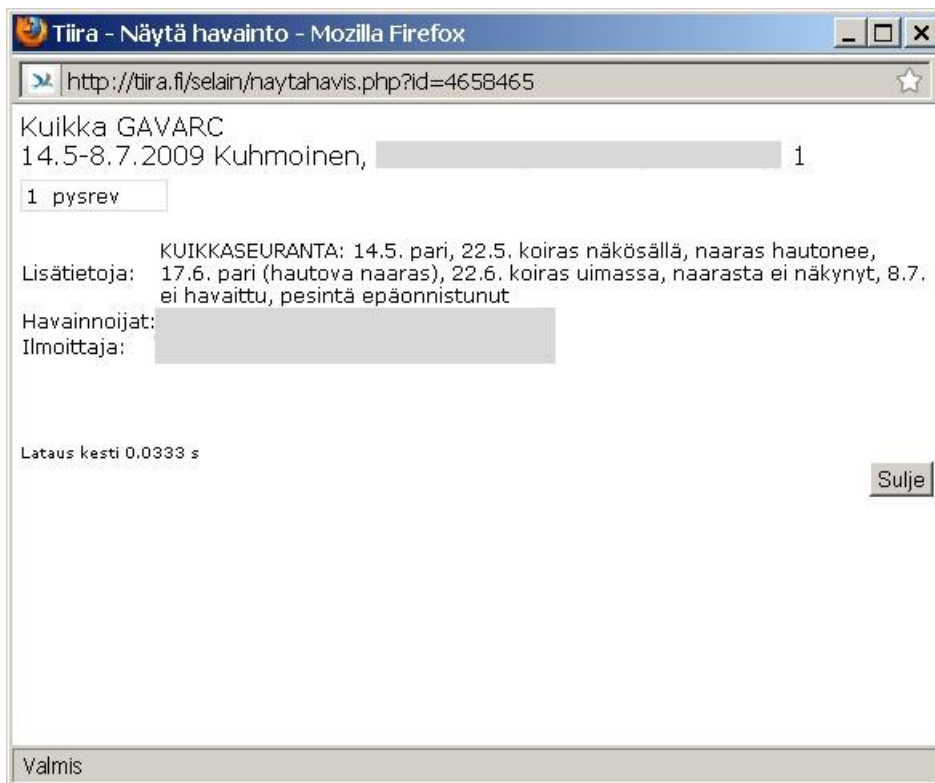 Tiira - Näytä havainto - Mozilla Firefox
http://tiira.fi/selain/naytahavis.php?id=4658465
Kuikka GAVARC
14.5-8.7.2009 Kuhmoinen, 1
1 pysrev
Lisätietoja: KUIKKASEURANTA: 14.5. pari, 22.5. koiras näkösällä, naaras hautonee,
17.6. pari (hautova naaras), 22.6. koiras uimassa, naarasta ei näkynyt, 8.7.
ei havaittu, pesintä epäonnistunut
Havainnoijat:
Ilmoittaja:
Lataus kesti 0.0333 s
Sulje
Valmis